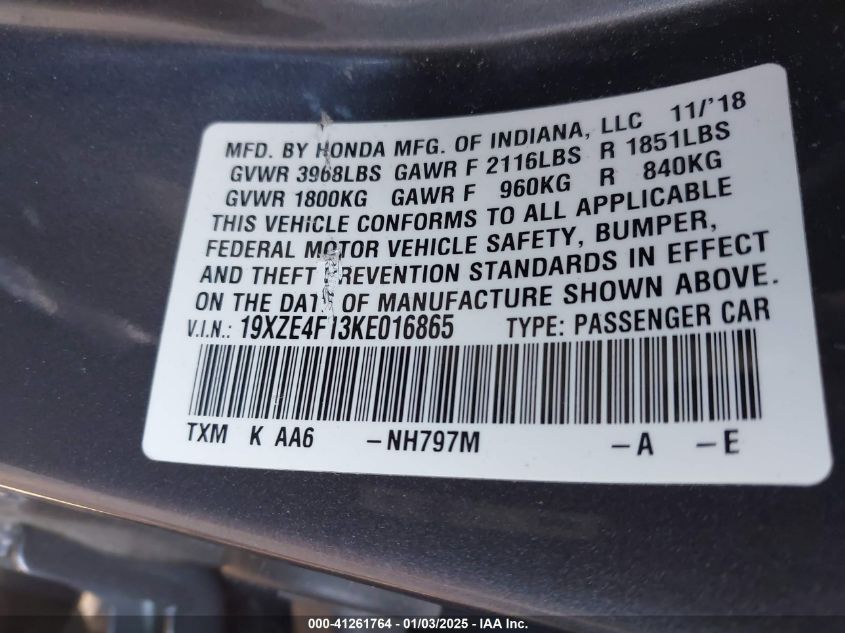 MFD. BY HONDA MFG. OF INDIANA, LLC 11/'18
GVWR 3968LBS GAWR F 2116LBS R 1851LBS
GVWR 1800KG GAWR F 960KG R 840KG
THIS VEHICLE CONFORMS TO ALL APPLICABLE
FEDERAL MOTOR VEHICLE SAFETY, BUMPER,
AND THEFT PREVENTION STANDARDS IN EFFECT
ON THE DATE OF MANUFACTURE SHOWN ABOVE.
V.I.N.: 19XZE4F13KE016865 TYPE: PASSENGER CAR
TXM K AA6 -NH797M -A -E
000-41261764 - 01/03/2025 - IAA Inc.